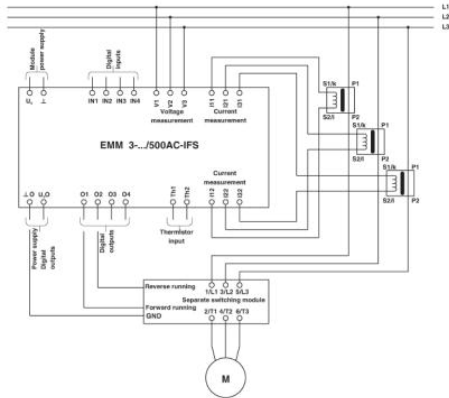 L1
L2
L3
Module
power supply
Digital
inputs
Us ⊥ IN1 IN2 IN3 IN4 V1 V2 V3 I11 I21 I31
Voltage
measurement
Current
measurement
EMM 3-.../500AC-IFS
Current
measurement
⊥O UsO O1 O2 O3 O4 Th1 Th2 I12 I22 I32
Power supply
Digital
outputs
Digital
outputs
Thermistor
input
S1/k P1
S2/l P2
S1/k P1
S2/l P2
S1/k P1
S2/l P2
Reverse running
1/L1 3/L2 5/L3
Separate switching module
Forward running
GND
2/T1 4/T2 6/T3
M